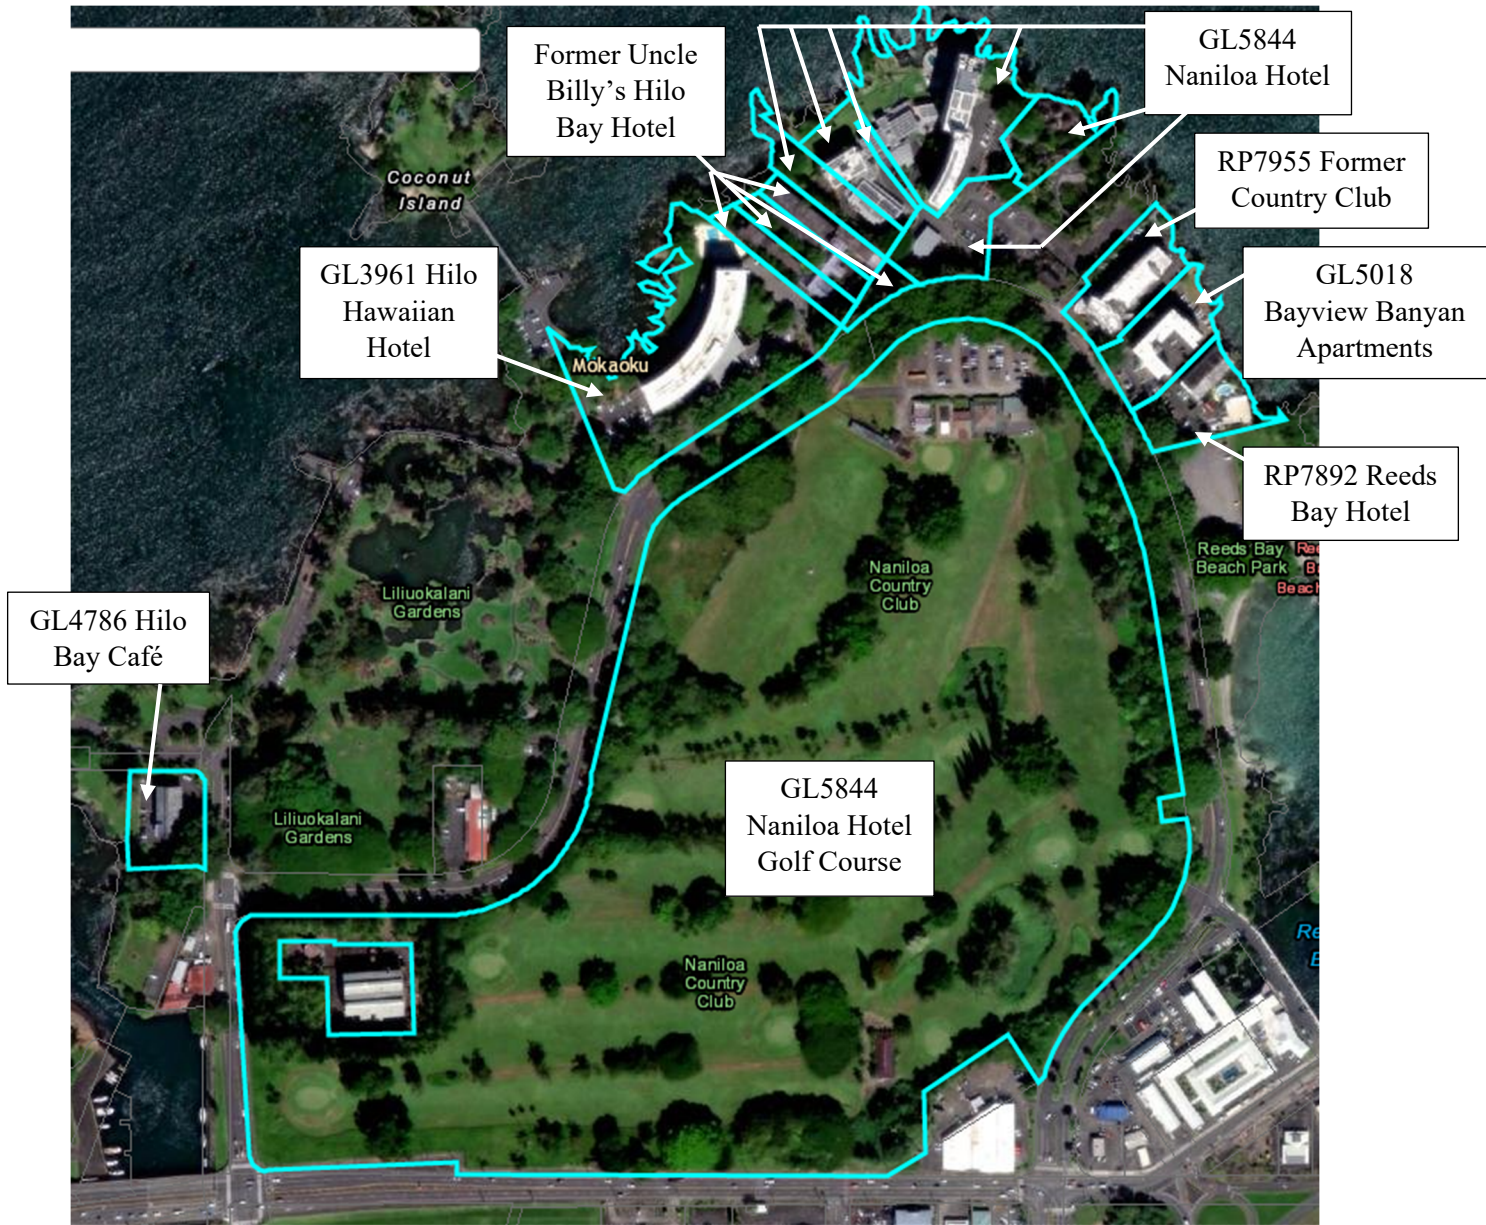 Former Uncle
Billy’s Hilo
Bay Hotel
GL5844
Naniloa Hotel
RP7955 Former
Country Club
Coconut
Island
GL3961 Hilo
Hawaiian
Hotel
GL5018
Bayview Banyan
Apartments
Mokaoku
RP7892 Reeds
Bay Hotel
Reeds Bay
Beach Park
Naniloa
Country
Club
Liliuokalani
Gardens
GL4786 Hilo
Bay Café
GL5844
Naniloa Hotel
Golf Course
Liliuokalani
Gardens
Naniloa
Country
Club